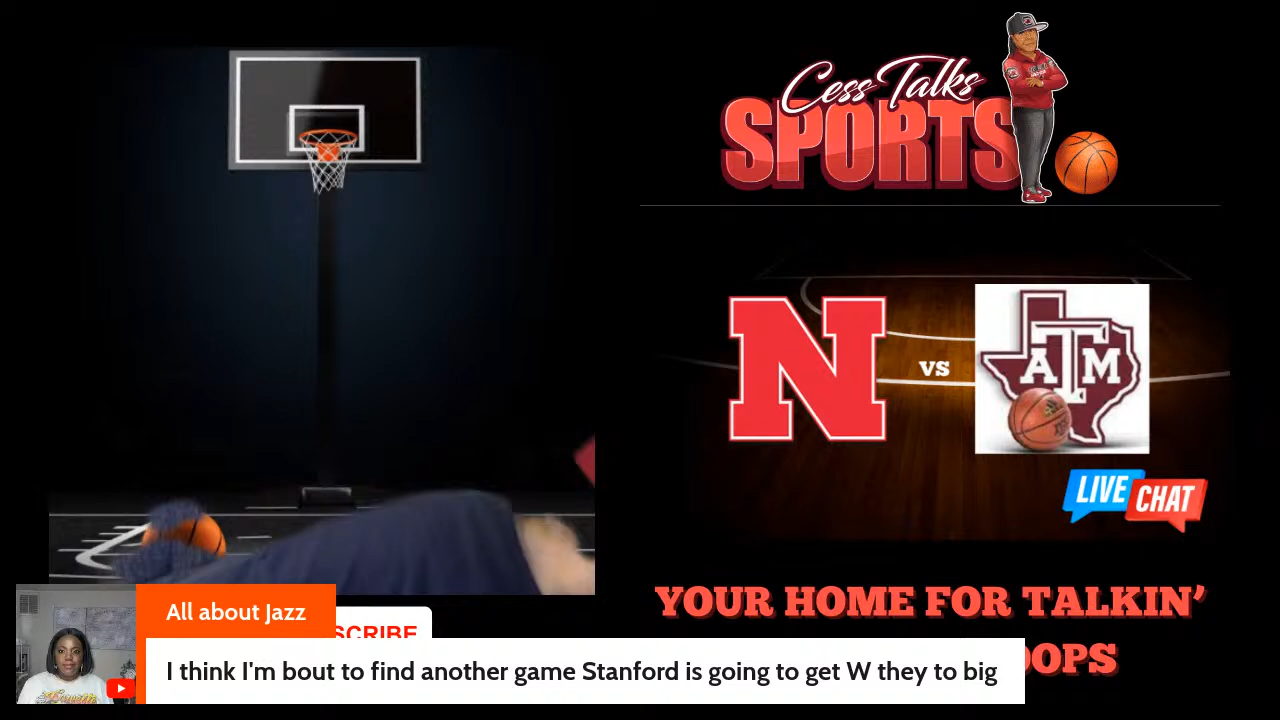 Cess Talks
SPORTS
N
vs
A T M
LIVE
CHAT
YOUR HOME FOR TALKIN'
OOPS
All about Jazz
SCRIBE
I think I'm bout to find another game Stanford is going to get W they to big